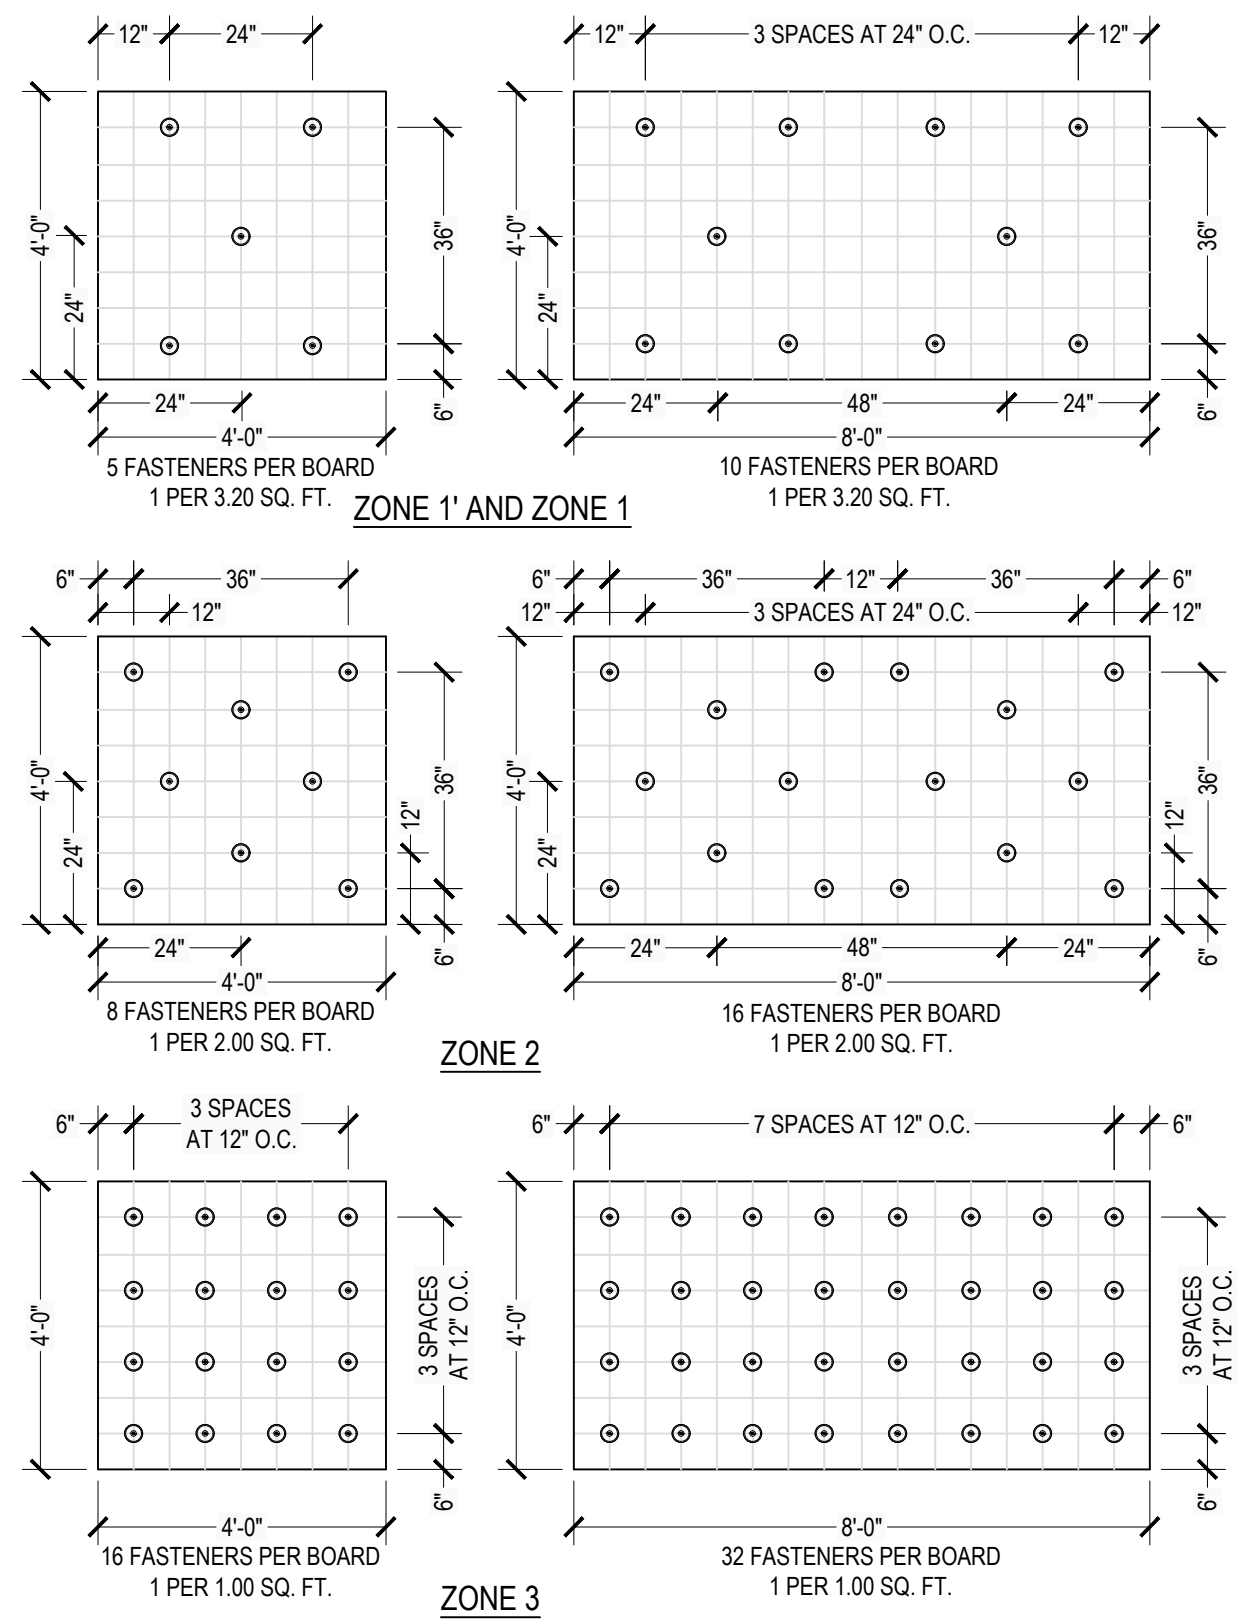 12" 24" 12" 3 SPACES AT 24" O.C. 12"
4'-0" 24" 36" 6"
4'-0" 24" 36" 6"
24" 24" 48" 24"
4'-0" 8'-0"
5 FASTENERS PER BOARD
1 PER 3.20 SQ. FT.
10 FASTENERS PER BOARD
1 PER 3.20 SQ. FT.
ZONE 1' AND ZONE 1
6" 36" 6" 36" 12" 36" 6"
12" 12" 3 SPACES AT 24" O.C. 12"
4'-0" 24" 12" 36" 6"
4'-0" 24" 12" 36" 6"
24" 24" 48" 24"
4'-0" 8'-0"
8 FASTENERS PER BOARD
1 PER 2.00 SQ. FT.
16 FASTENERS PER BOARD
1 PER 2.00 SQ. FT.
ZONE 2
6" 3 SPACES
AT 12" O.C.
6" 7 SPACES AT 12" O.C. 6"
4'-0"
3 SPACES
AT 12" O.C.
6"
4'-0"
3 SPACES
AT 12" O.C.
6"
4'-0" 8'-0"
16 FASTENERS PER BOARD
1 PER 1.00 SQ. FT.
32 FASTENERS PER BOARD
1 PER 1.00 SQ. FT.
ZONE 3